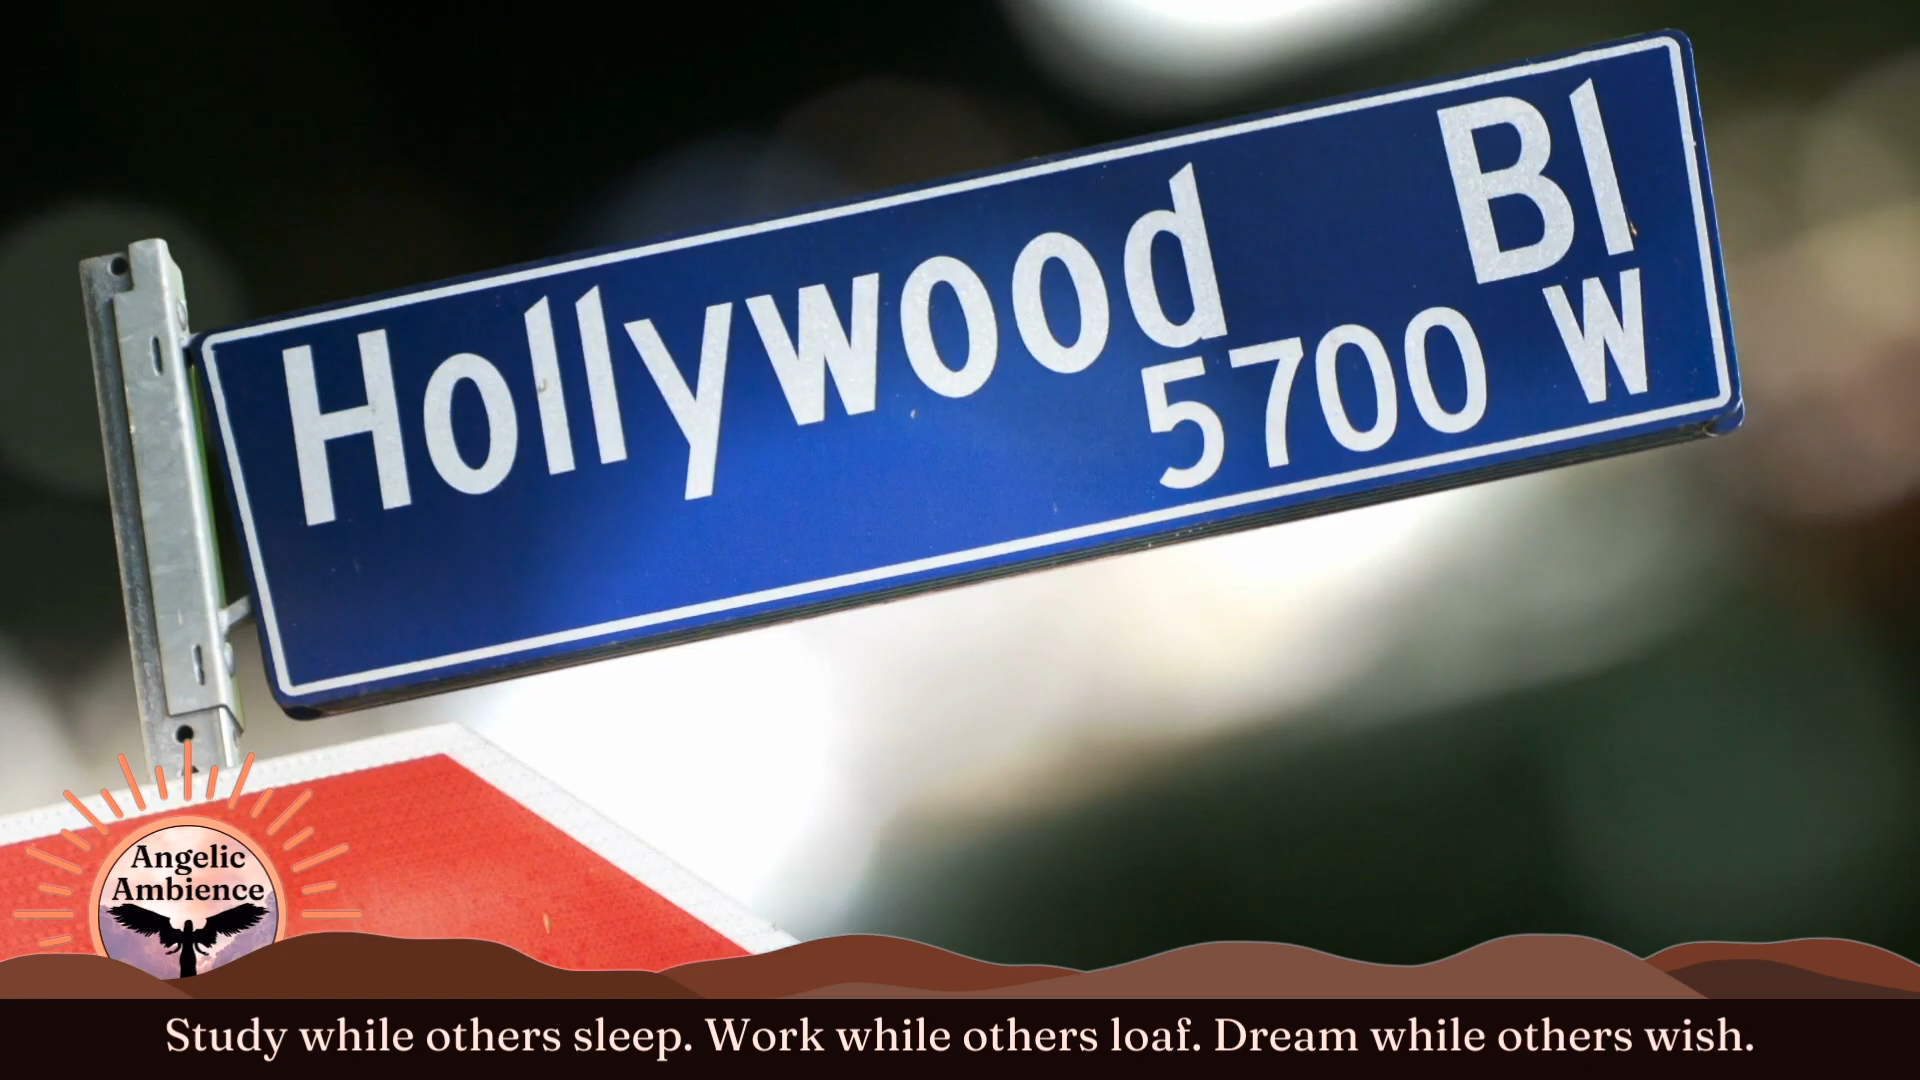 Hollywood Bl
5700 W
Angelic
Ambience
Study while others sleep. Work while others loaf. Dream while others wish.